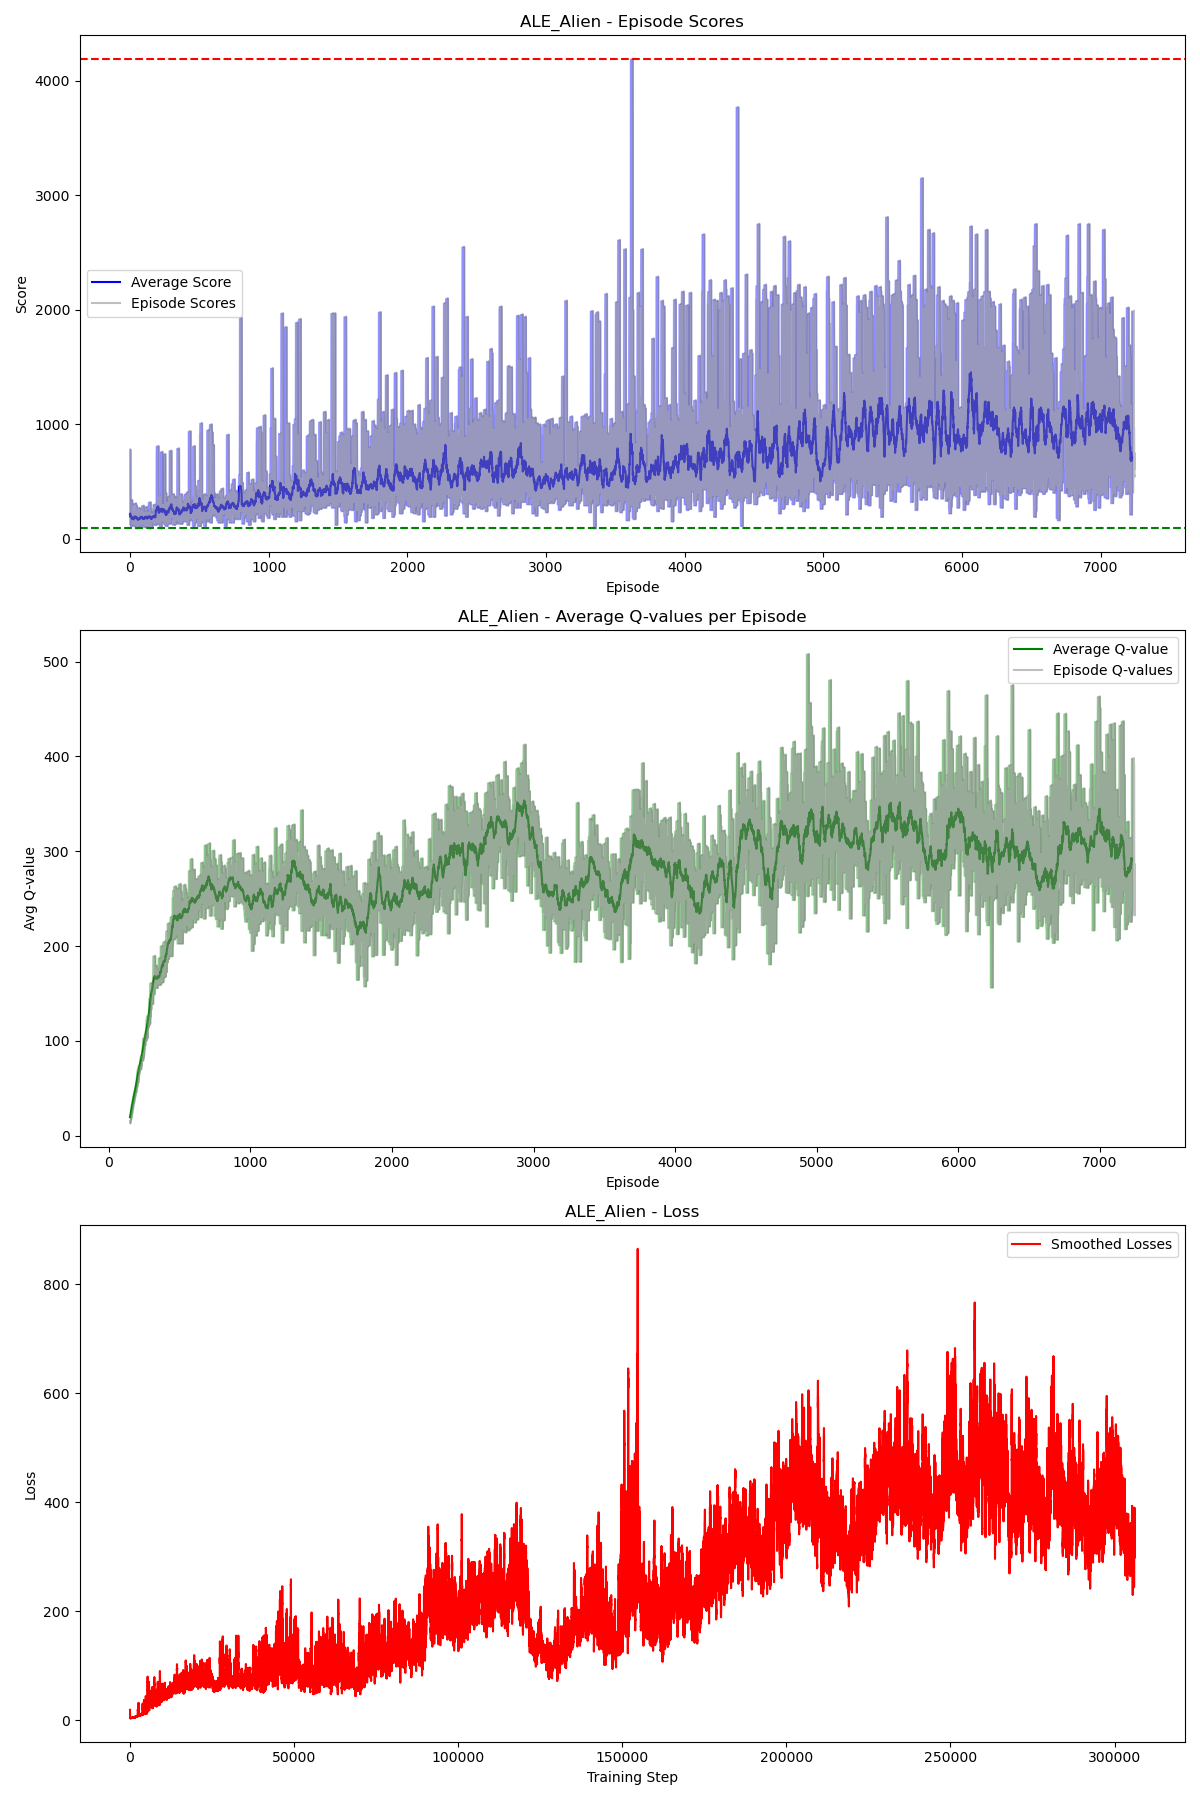 ALE_Alien - Episode Scores
4000
3000
2000
1000
0
Score
Average Score
Episode Scores
0 1000 2000 3000 4000 5000 6000 7000
Episode
ALE_Alien - Average Q-values per Episode
500
400
300
200
100
0
Avg Q-value
Average Q-value
Episode Q-values
0 1000 2000 3000 4000 5000 6000 7000
Episode
ALE_Alien - Loss
800
600
400
200
0
Loss
Smoothed Losses
0 50000 100000 150000 200000 250000 300000
Training Step